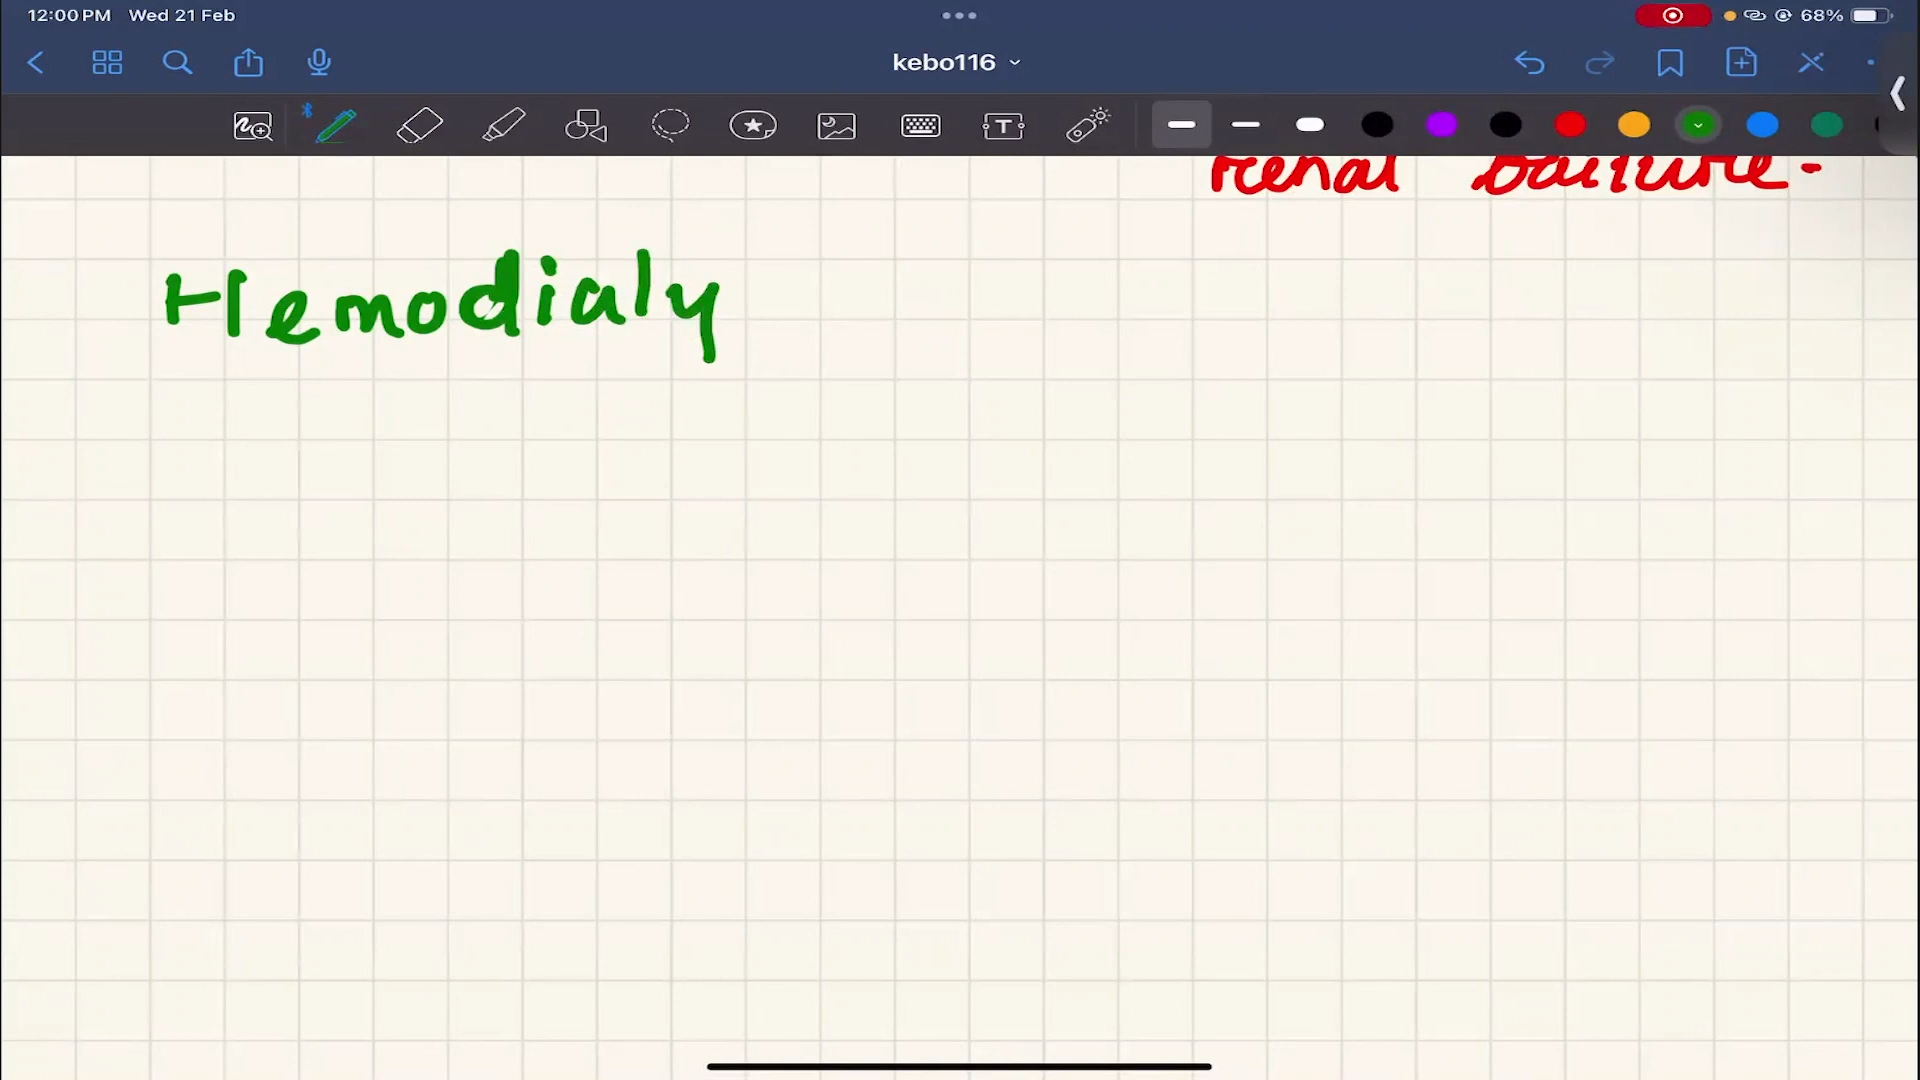 12:00 PM Wed 21 Feb
68%
kebo116
T
renal failure.
Hemodialy